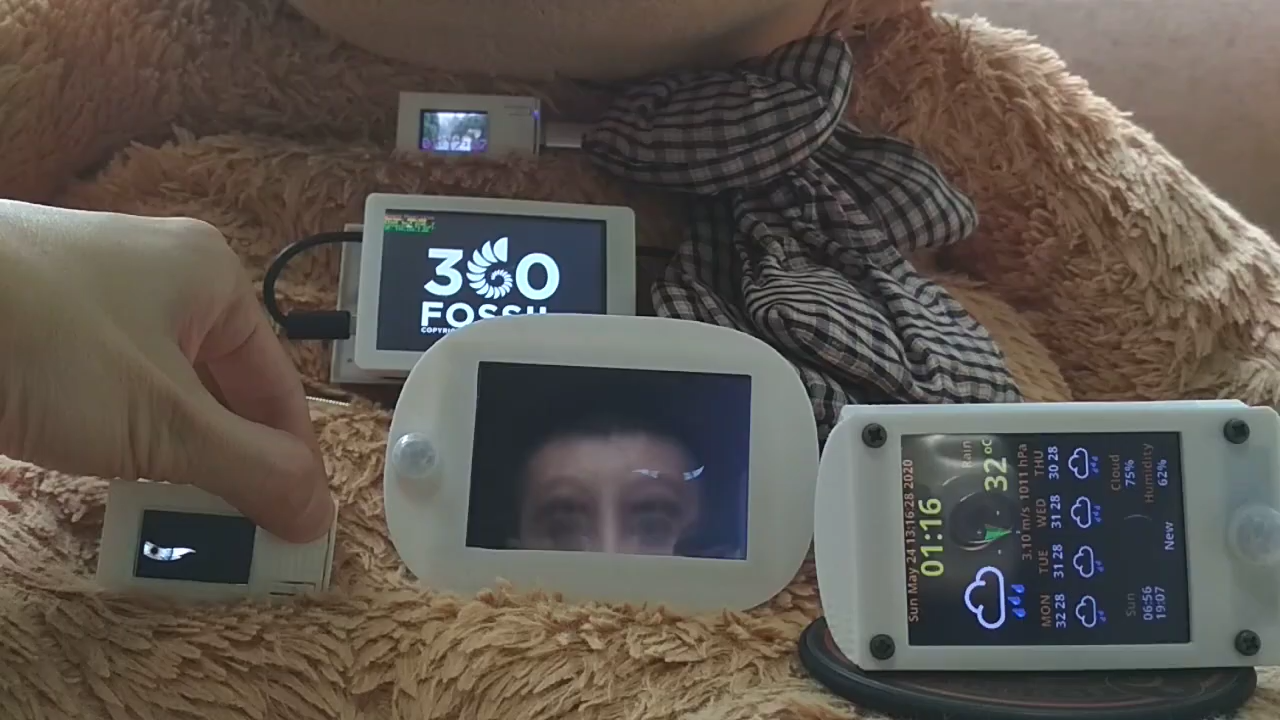 360
FOSSIL
Sun May 24 13:16:28 2020
01:16
Rain
32 °C
3.10 m/s 1011 hPa
MON TUE WED THU
32 28 31 28 31 28 30 28
Sun
06:56
19:07
New
Cloud
75%
Humidity
62%